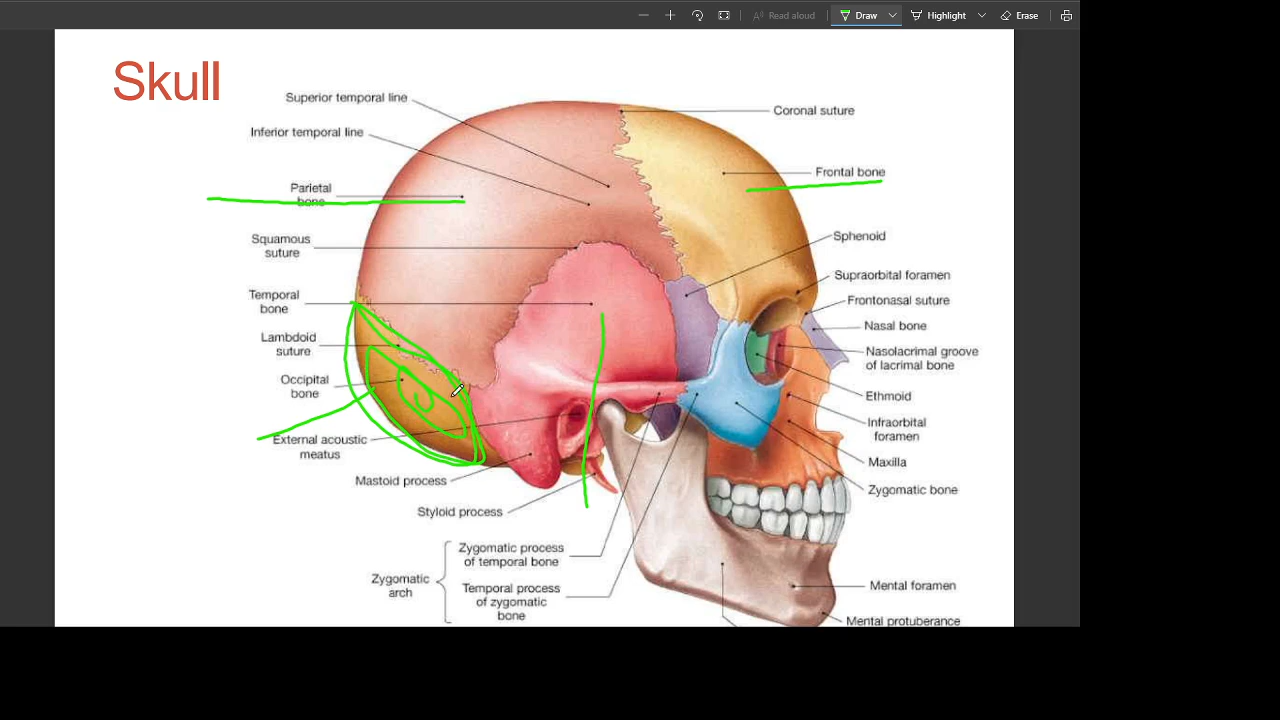 Read aloud
Draw
Highlight
Erase
Skull
Superior temporal line
Inferior temporal line
Parietal
bone
Squamous
suture
Temporal
bone
Lambdoid
suture
Occipital
bone
External acoustic
meatus
Mastoid process
Styloid process
Zygomatic
arch
Zygomatic process
of temporal bone
Temporal process
of zygomatic
bone
Coronal suture
Frontal bone
Sphenoid
Supraorbital foramen
Frontonasal suture
Nasal bone
Nasolacrimal groove
of lacrimal bone
Ethmoid
Infraorbital
foramen
Maxilla
Zygomatic bone
Mental foramen
Mental protuberance